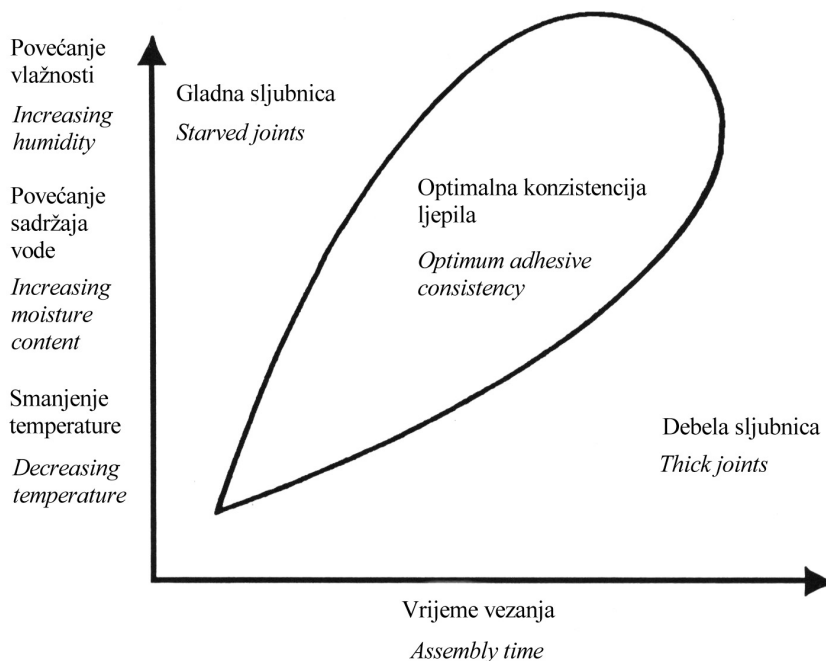 Povećanje
vlažnosti
Increasing
humidity
Povećanje
sadržaja
vode
Increasing
moisture
content
Smanjenje
temperature
Decreasing
temperature
Gladna sljubnica
Starved joints
Optimalna konzistencija
ljepila
Optimum adhesive
consistency
Debela sljubnica
Thick joints
Vrijeme vezanja
Assembly time